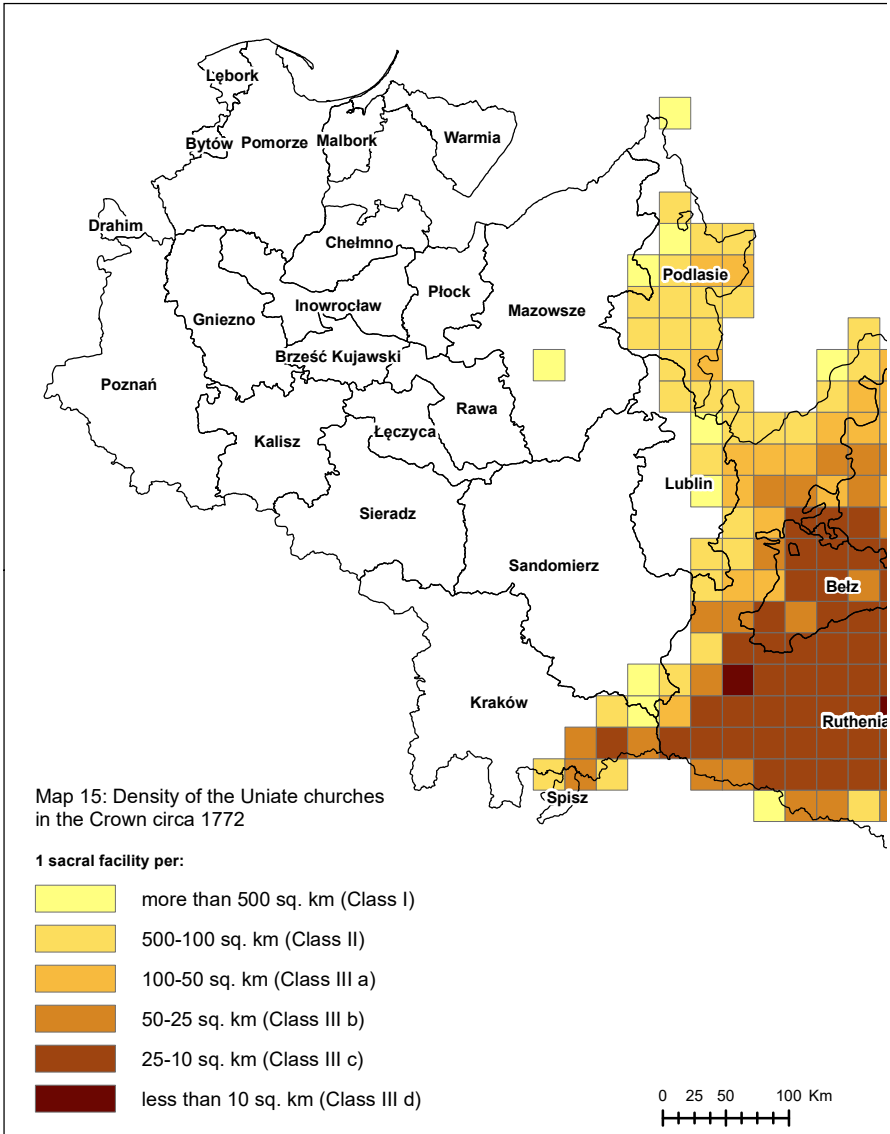 Lębork
Bytów
Pomorze
Malbork
Warmia
Drahim
Chełmno
Podlasie
Inowrocław
Płock
Gniezno
Mazowsze
Brześć Kujawski
Poznań
Rawa
Łęczyca
Kalisz
Lublin
Sieradz
Sandomierz
Bełz
Kraków
Ruthenia
Spisz
Map 15: Density of the Uniate churches
in the Crown circa 1772
1 sacral facility per:
more than 500 sq. km (Class I)
500-100 sq. km (Class II)
100-50 sq. km (Class III a)
50-25 sq. km (Class III b)
25-10 sq. km (Class III c)
less than 10 sq. km (Class III d)
0 25 50 100 Km